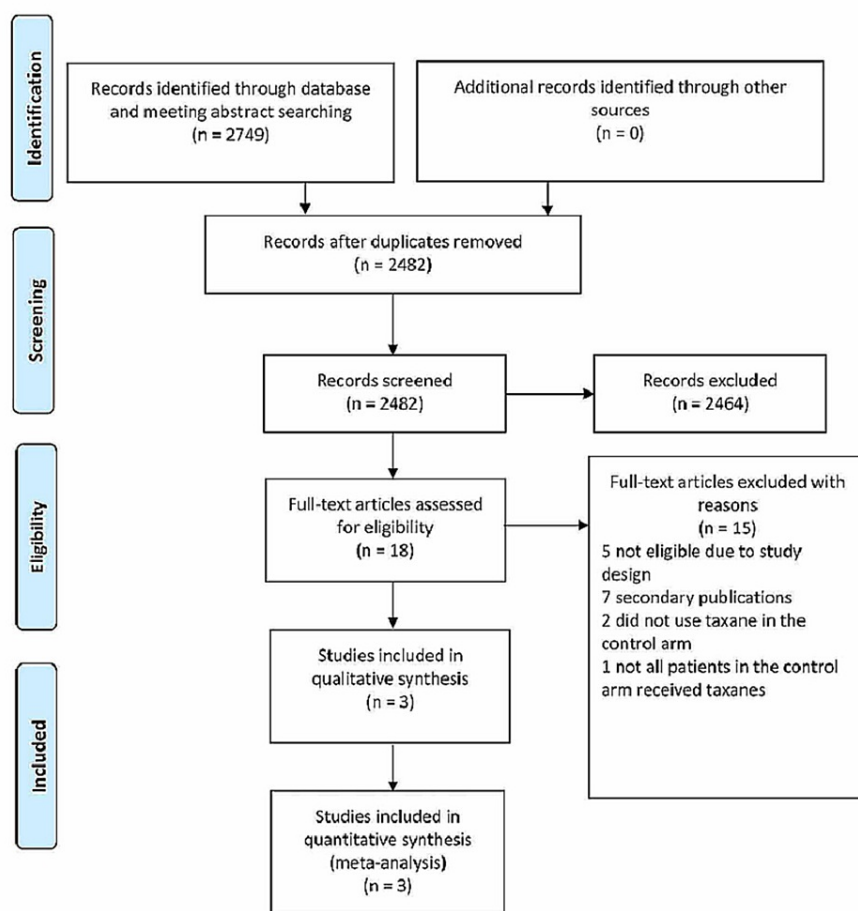 Identification
Records identified through database
and meeting abstract searching
(n = 2749)
Additional records identified through other
sources
(n = 0)
Records after duplicates removed
(n = 2482)
Screening
Records screened
(n = 2482)
Records excluded
(n = 2464)
Eligibility
Full-text articles assessed
for eligibility
(n = 18)
Full-text articles excluded with
reasons
(n = 15)
5 not eligible due to study
design
7 secondary publications
2 did not use taxane in the
control arm
1 not all patients in the control
arm received taxanes
Included
Studies included in
qualitative synthesis
(n = 3)
Studies included in
quantitative synthesis
(meta-analysis)
(n = 3)